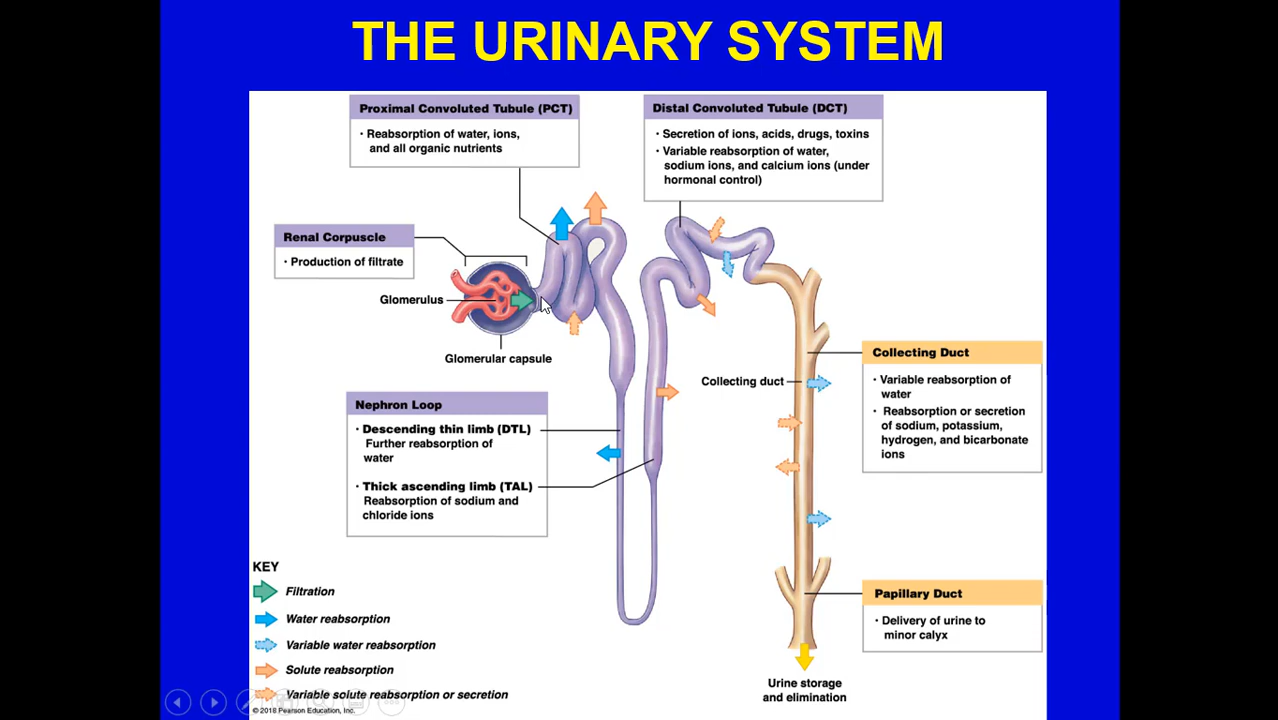 THE URINARY SYSTEM
Proximal Convoluted Tubule (PCT)
· Reabsorption of water, ions,
and all organic nutrients
Distal Convoluted Tubule (DCT)
· Secretion of ions, acids, drugs, toxins
· Variable reabsorption of water,
sodium ions, and calcium ions (under
hormonal control)
Renal Corpuscle
· Production of filtrate
Glomerulus
Glomerular capsule
Nephron Loop
· Descending thin limb (DTL)
Further reabsorption of
water
· Thick ascending limb (TAL)
Reabsorption of sodium and
chloride ions
Collecting duct
Collecting Duct
· Variable reabsorption of
water
· Reabsorption or secretion
of sodium, potassium,
hydrogen, and bicarbonate
ions
Papillary Duct
· Delivery of urine to
minor calyx
Urine storage
and elimination
KEY
Filtration
Water reabsorption
Variable water reabsorption
Solute reabsorption
Variable solute reabsorption or secretion
© 2018 Pearson Education, Inc.